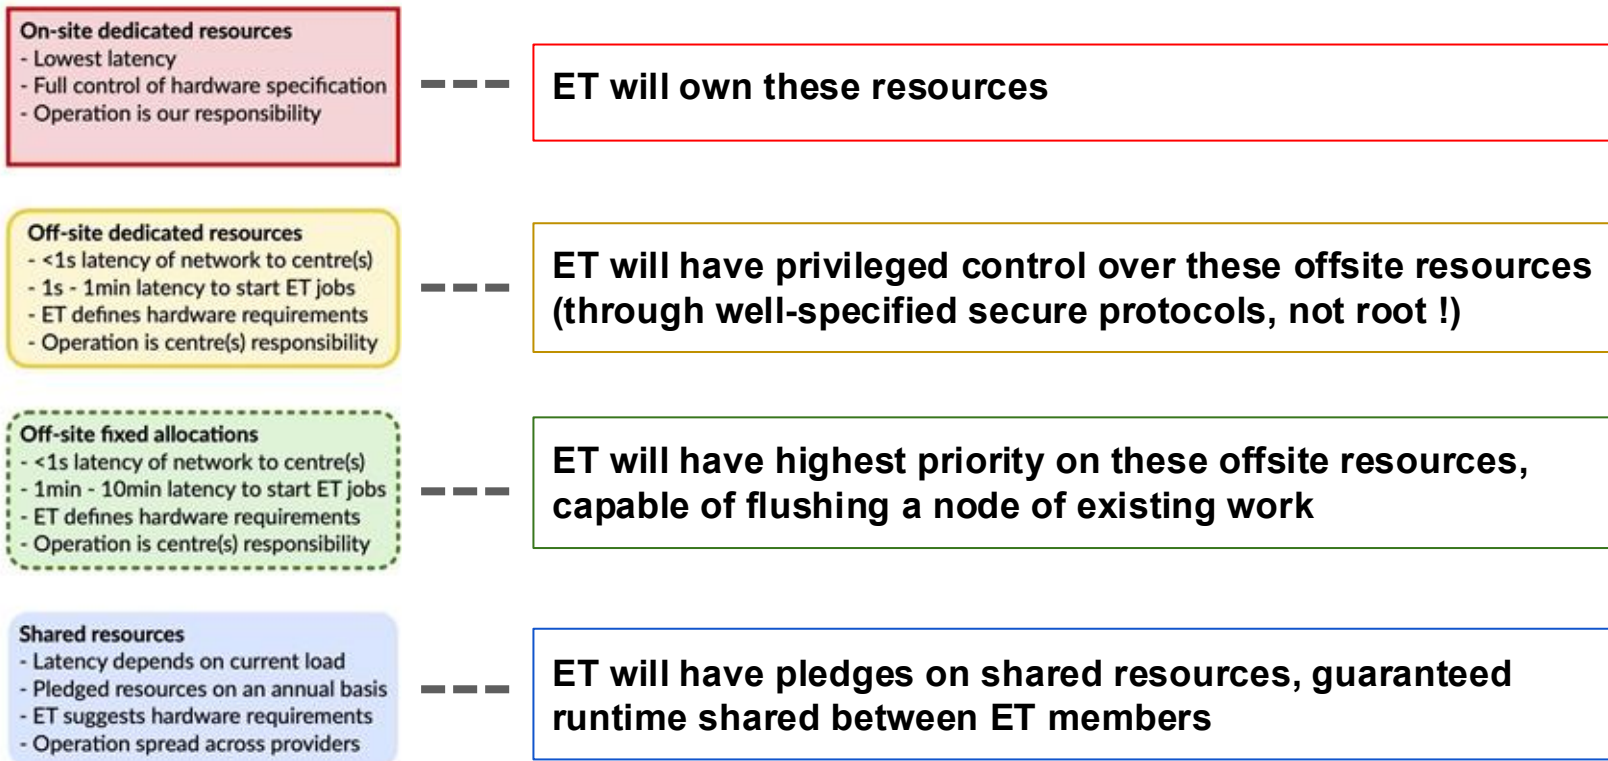 On-site dedicated resources
- Lowest latency
- Full control of hardware specification
- Operation is our responsibility
ET will own these resources
Off-site dedicated resources
- <1s latency of network to centre(s)
- 1s - 1min latency to start ET jobs
- ET defines hardware requirements
- Operation is centre(s) responsibility
ET will have privileged control over these offsite resources
(through well-specified secure protocols, not root !)
Off-site fixed allocations
- <1s latency of network to centre(s)
- 1min - 10min latency to start ET jobs
- ET defines hardware requirements
- Operation is centre(s) responsibility
ET will have highest priority on these offsite resources,
capable of flushing a node of existing work
Shared resources
- Latency depends on current load
- Pledged resources on an annual basis
- ET suggests hardware requirements
- Operation spread across providers
ET will have pledges on shared resources, guaranteed
runtime shared between ET members